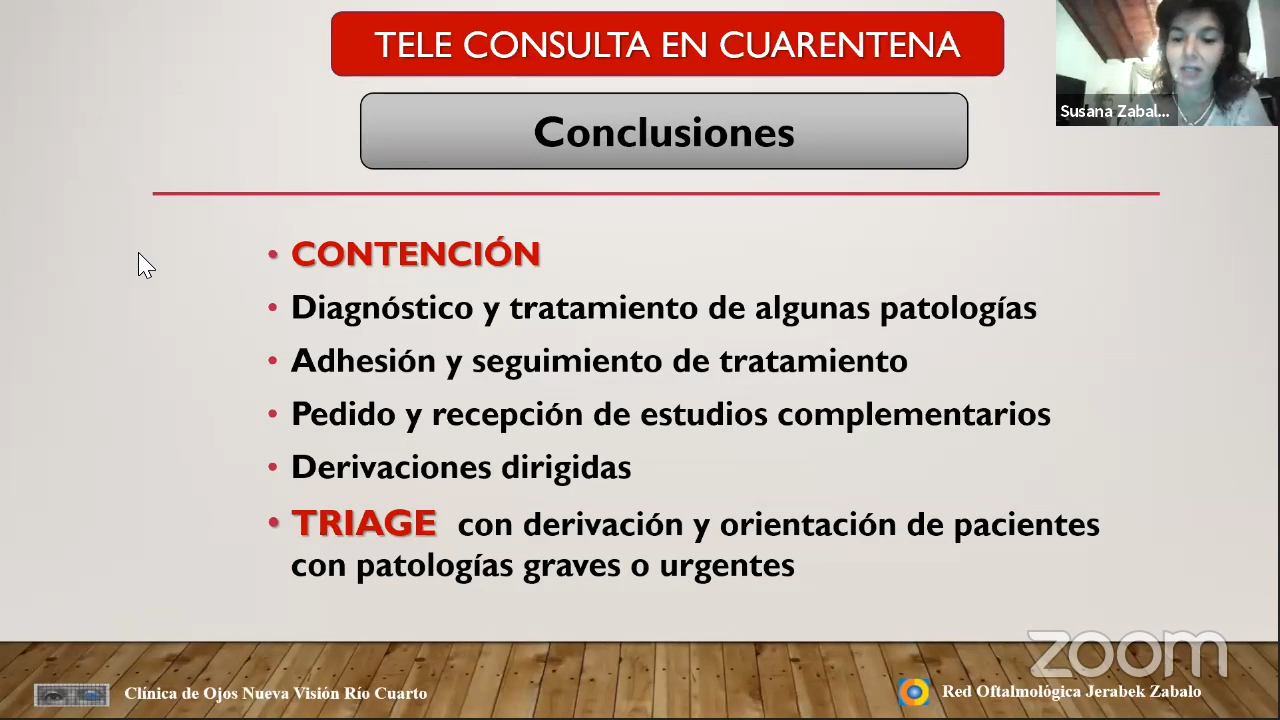 TELE CONSULTA EN CUARENTENA
Susana Zabal...
Conclusiones
• CONTENCIÓN
• Diagnóstico y tratamiento de algunas patologías
• Adhesión y seguimiento de tratamiento
• Pedido y recepción de estudios complementarios
• Derivaciones dirigidas
• TRIAGE con derivación y orientación de pacientes
con patologías graves o urgentes
zoom
Clínica de Ojos Nueva Visión Río Cuarto
Red Oftalmológica Jerabek Zabalo